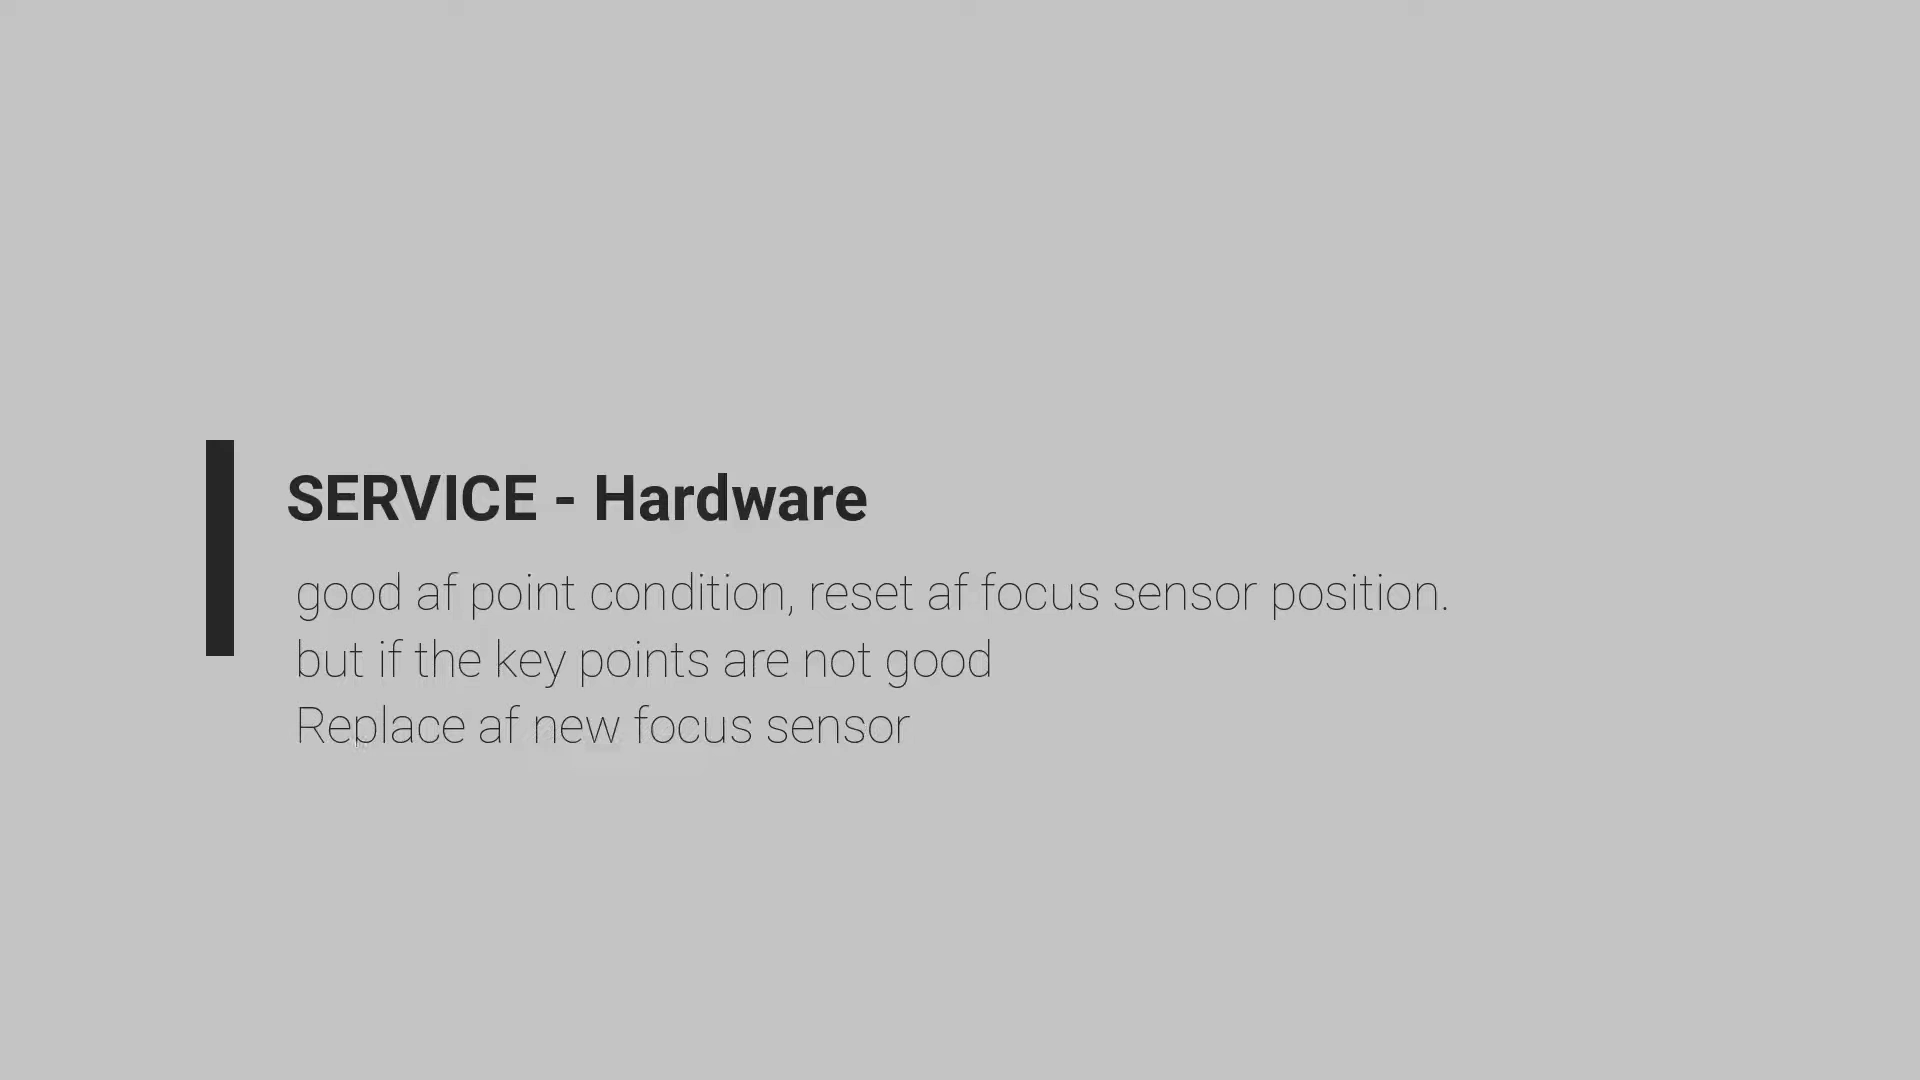 SERVICE - Hardware
good af point condition, reset af focus sensor position.
but if the key points are not good
Replace af new focus sensor